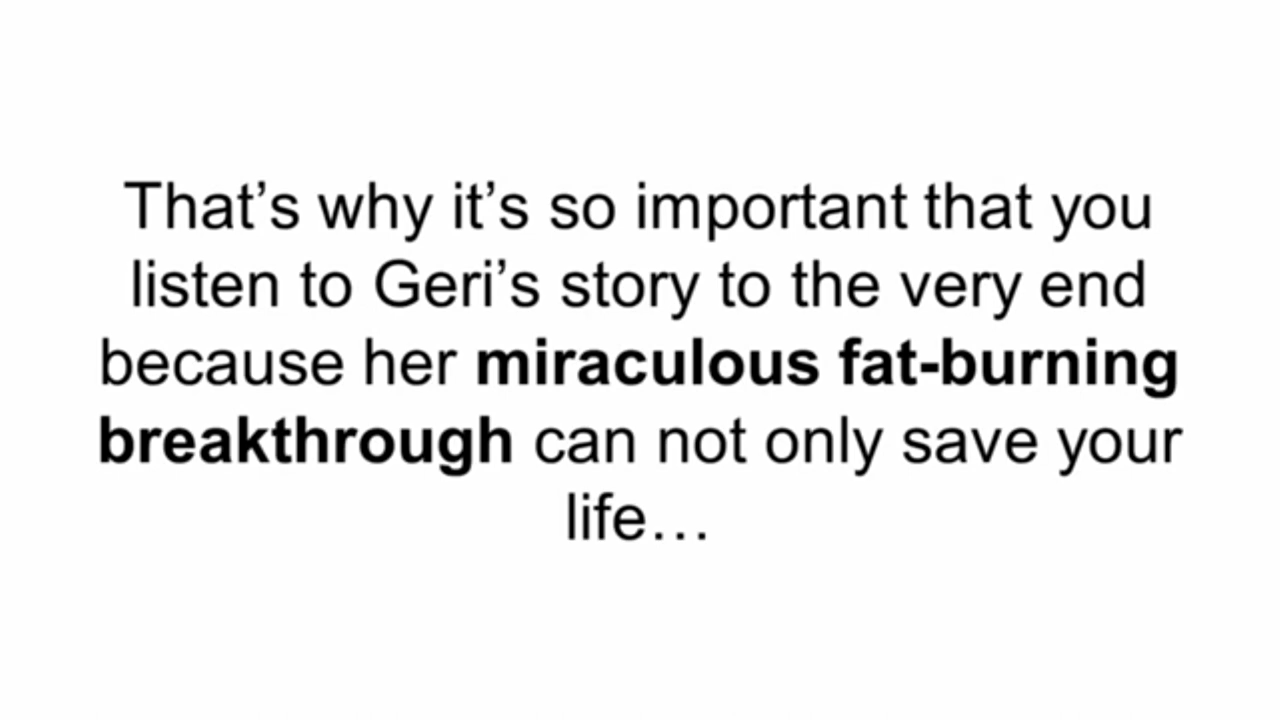 That’s why it’s so important that you
listen to Geri’s story to the very end
because her miraculous fat-burning
breakthrough can not only save your
life…